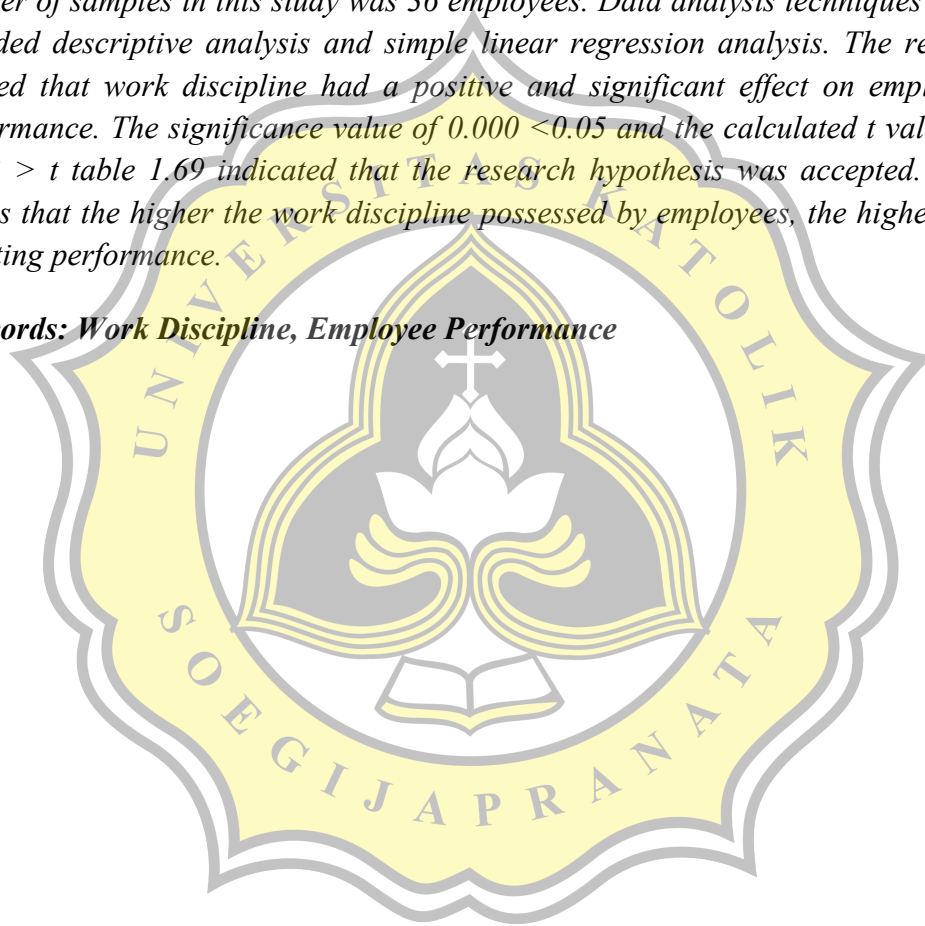 er of samples in this study was 36 employees. Data analysis techniques
ded descriptive analysis and simple linear regression analysis. The re
ed that work discipline had a positive and significant effect on empl
rmance. The significance value of 0.000 <0.05 and the calculated t val
> t table 1.69 indicated that the research hypothesis was accepted.
s that the higher the work discipline possessed by employees, the highe
ting performance.
ords: Work Discipline, Employee Performance
UNIVERSITAS KATOLIK
SOEGIJAPRANATA